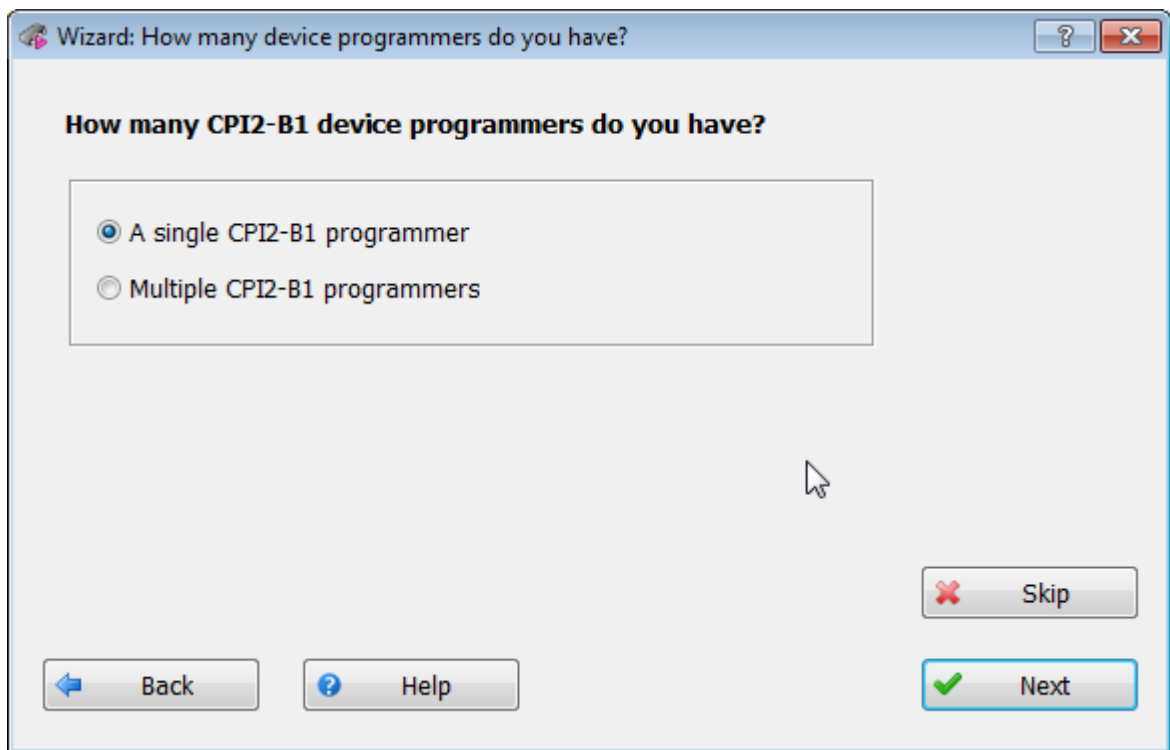 Wizard: How many device programmers do you have?
How many CPI2-B1 device programmers do you have?
A single CPI2-B1 programmer
Multiple CPI2-B1 programmers
Skip
Back Help Next